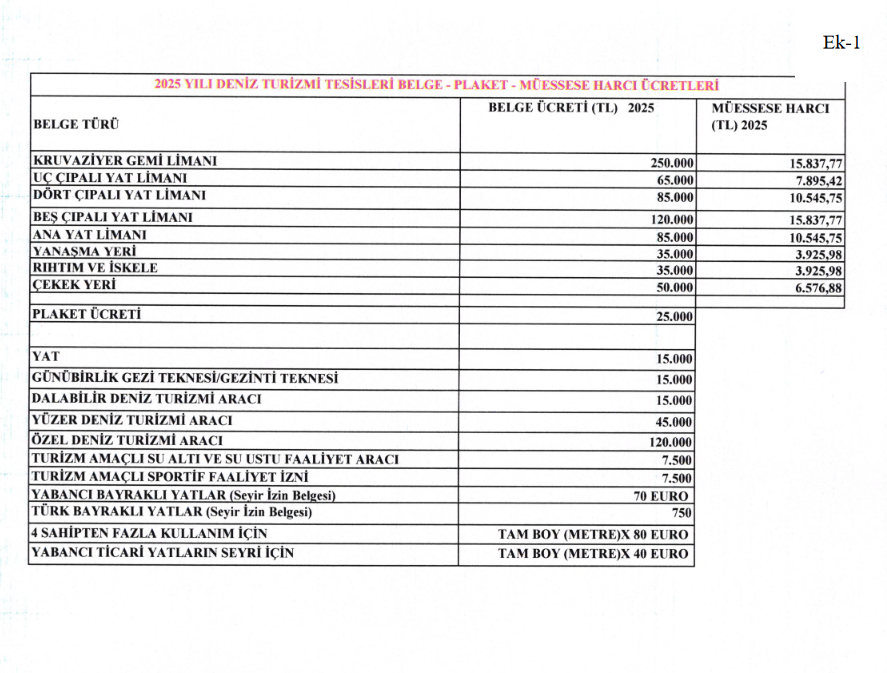 Ek-1
2025 YILI DENİZ TURİZMİ TESİSLERİ BELGE - PLAKET - MÜESSESE HARCI ÜCRETLERİ
BELGE TÜRÜ BELGE ÜCRETİ (TL) 2025 MÜESSESE HARCI
(TL) 2025
KRUVAZİYER GEMİ LİMANI 250.000 15.837,77
UÇ ÇIPALI YAT LİMANI 65.000 7.895,42
DÖRT ÇIPALI YAT LİMANI 85.000 10.545,75
BEŞ ÇIPALI YAT LİMANI 120.000 15.837,77
ANA YAT LİMANI 85.000 10.545,75
YANAŞMA YERİ 35.000 3.925,98
RIHTIM VE İSKELE 35.000 3.925,98
ÇEKEK YERİ 50.000 6.576,88
PLAKET ÜCRETİ 25.000
YAT 15.000
GÜNÜBİRLİK GEZİ TEKNESİ/GEZİNTİ TEKNESİ 15.000
DALABİLİR DENİZ TURİZMİ ARACI 15.000
YÜZER DENİZ TURİZMİ ARACI 45.000
ÖZEL DENİZ TURİZMİ ARACI 120.000
TURİZM AMAÇLI SU ALTI VE SU USTU FAALİYET ARACI 7.500
TURİZM AMAÇLI SPORTİF FAALİYET İZNİ 7.500
YABANCI BAYRAKLI YATLAR (Seyir İzin Belgesi) 70 EURO
TÜRK BAYRAKLI YATLAR (Seyir İzin Belgesi) 750
4 SAHİPTEN FAZLA KULLANIM İÇİN TAM BOY (METRE)X 80 EURO
YABANCI TİCARİ YATLARIN SEYRİ İÇİN TAM BOY (METRE)X 40 EURO